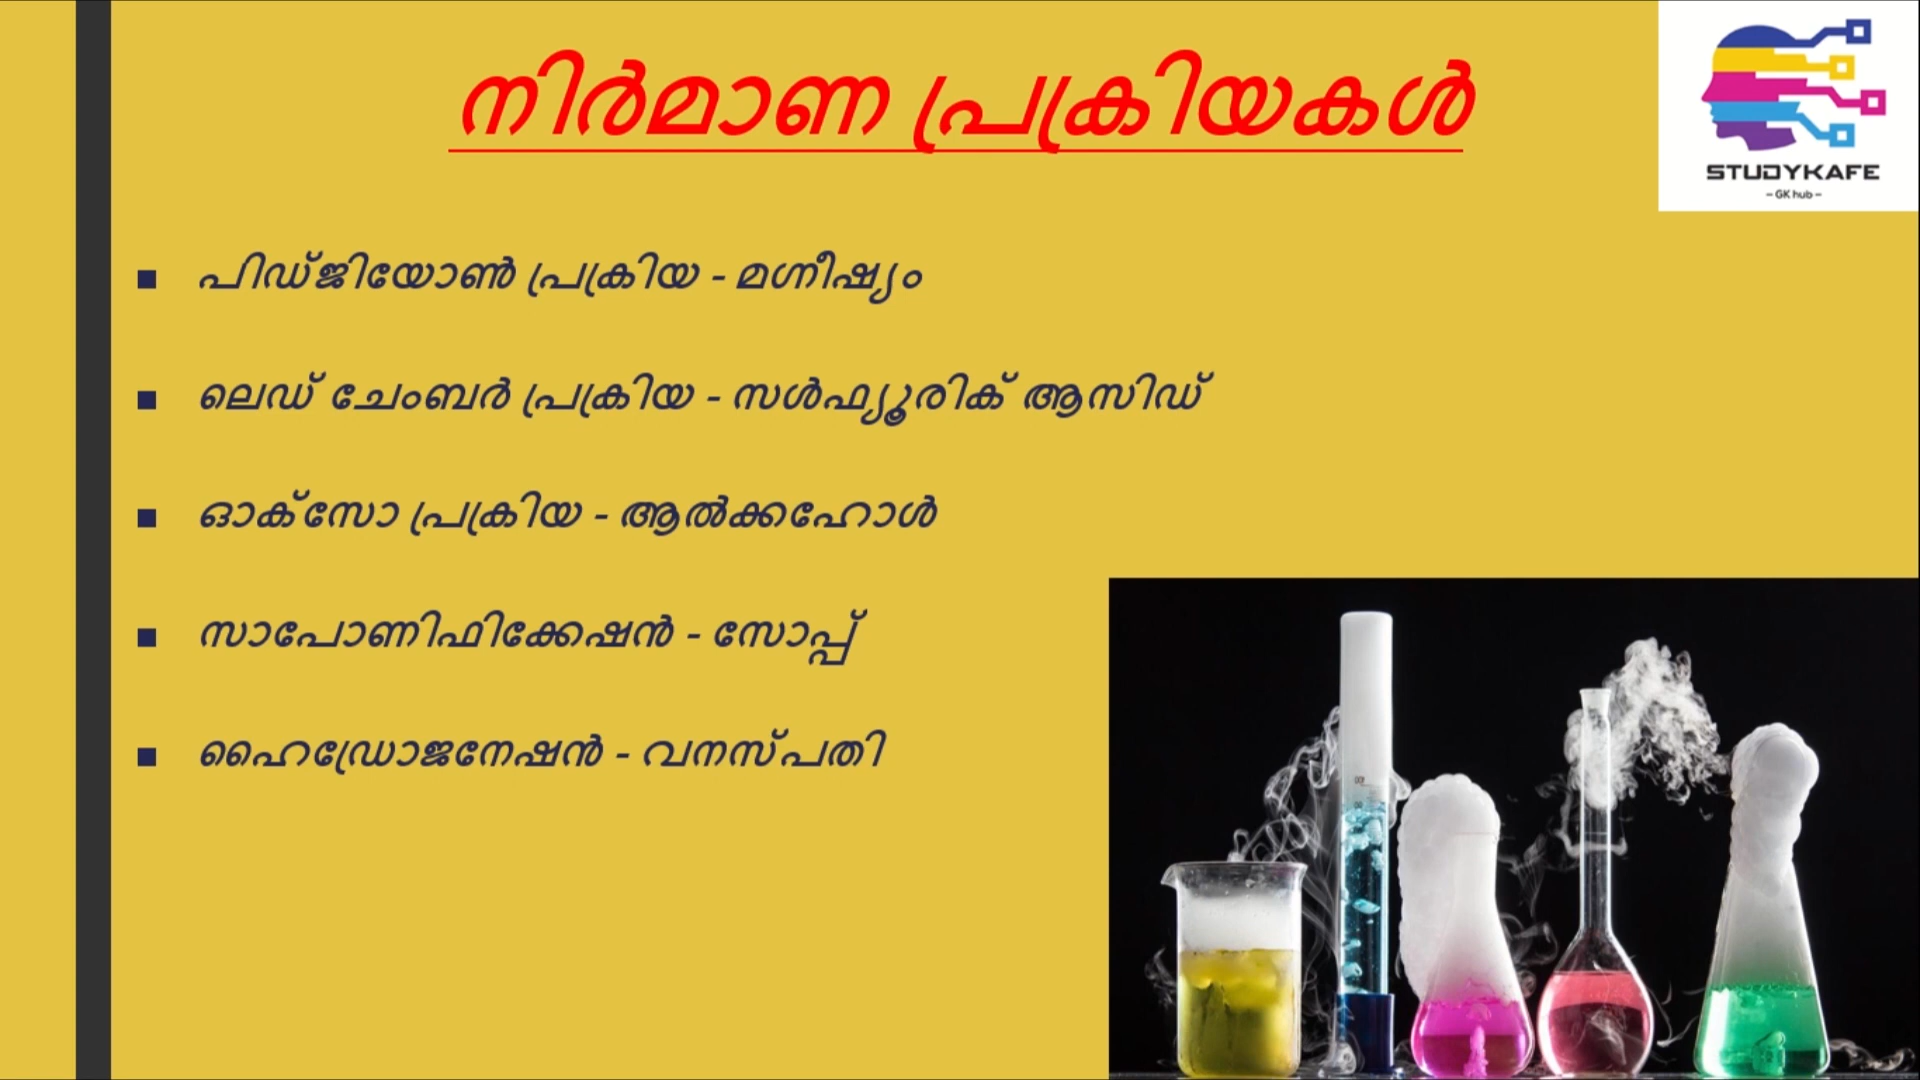 നിർമാണ പ്രക്രിയകൾ
STUDYKAFE
– GK hub –
പിഡ്ജിയോൺ പ്രക്രിയ - മഗ്നീഷ്യം
ലെഡ് ചേംബർ പ്രക്രിയ - സൾഫ്യൂരിക് ആസിഡ്
ഓക്സോ പ്രക്രിയ - ആൽക്കഹോൾ
സാപോണിഫിക്കേഷൻ - സോപ്പ്
ഹൈഡ്രോജനേഷൻ - വനസ്പതി